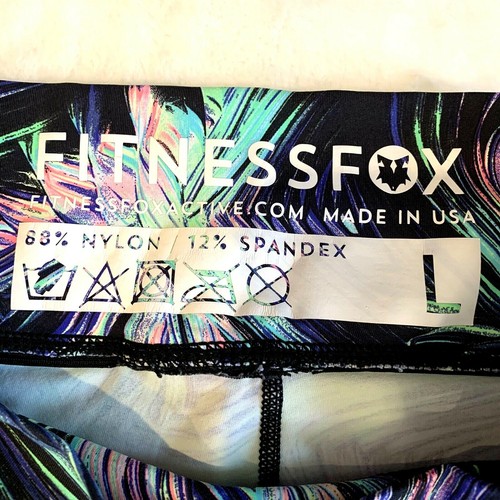 FITNESSFOX
FITNESSFOXACTIVE.COM MADE IN USA
88% NYLON 12% SPANDEX
L